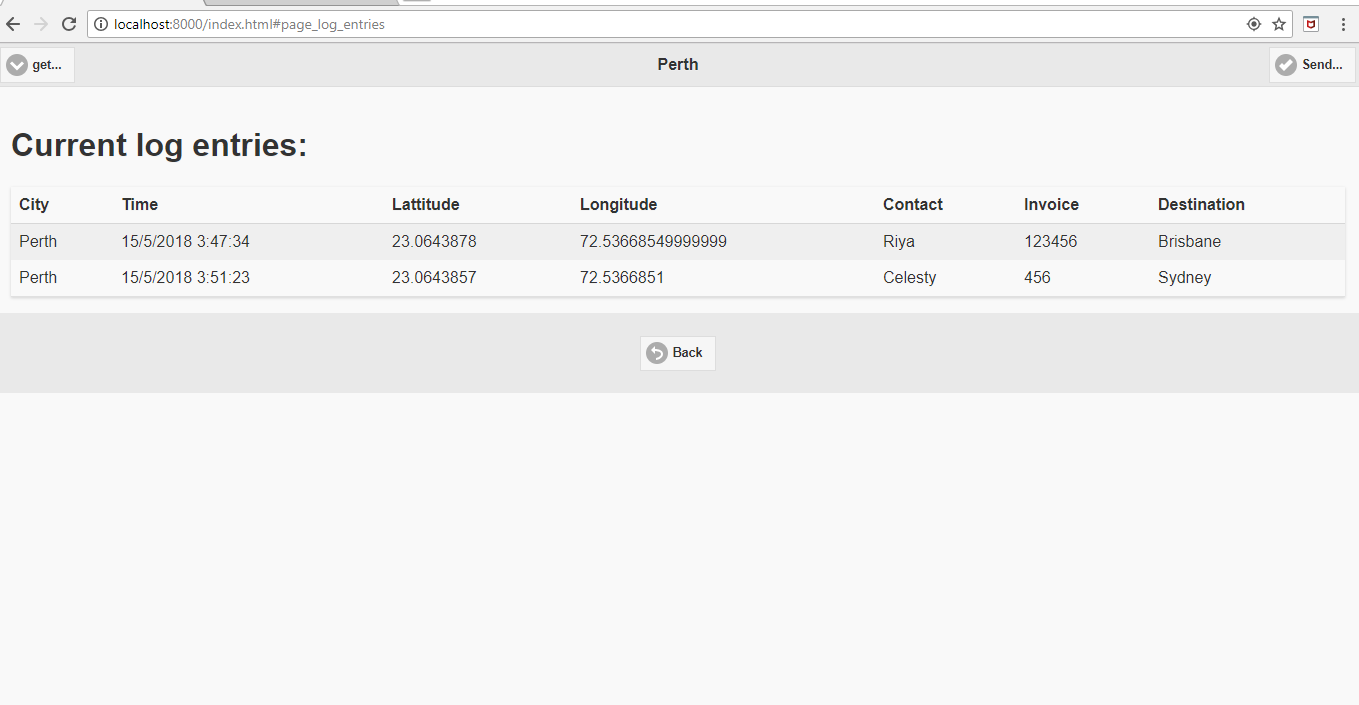 localhost:8000/index.html#page_log_entries
get... Perth Send...
Current log entries:
City Time Lattitude Longitude Contact Invoice Destination
Perth 15/5/2018 3:47:34 23.0643878 72.53668549999999 Riya 123456 Brisbane
Perth 15/5/2018 3:51:23 23.0643857 72.5366851 Celesty 456 Sydney
Back